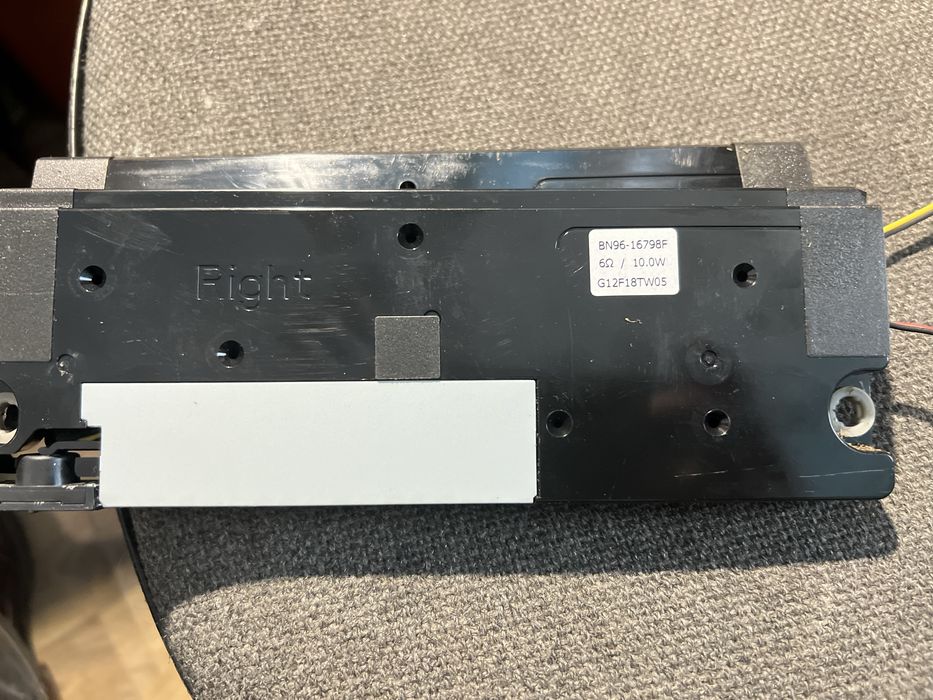 Right
BN96-16798F
6Ω / 10.0W
G12F18TW05